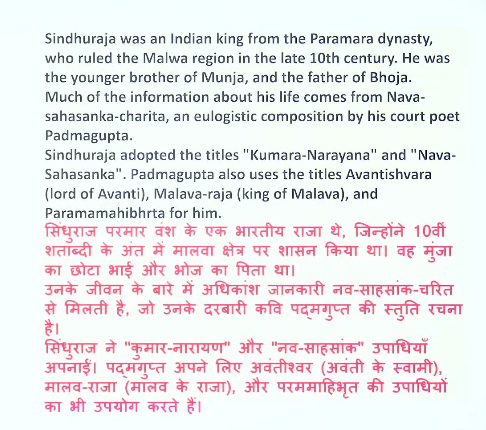 Sindhuraja was an Indian king from the Paramara dynasty,
who ruled the Malwa region in the late 10th century. He was
the younger brother of Munja, and the father of Bhoja.
Much of the information about his life comes from Nava-
sahasanka-charita, an eulogistic composition by his court poet
Padmagupta.
Sindhuraja adopted the titles "Kumara-Narayana" and "Nava-
Sahasanka". Padmagupta also uses the titles Avantishvara
(lord of Avanti), Malava-raja (king of Malava), and
Paramamahibhrta for him.
सिंधुराज परमार वंश के एक भारतीय राजा थे, जिन्होंने 10वीं
शताब्दी के अंत में मालवा क्षेत्र पर शासन किया था। वह मुंजा
का छोटा भाई और भोज का पिता था।
उनके जीवन के बारे में अधिकांश जानकारी नव-साहसांक-चरित
से मिलती है, जो उनके दरबारी कवि पद्मगुप्त की स्तुति रचना
है।
सिंधुराज ने "कुमार-नारायण" और "नव-साहसांक" उपाधियाँ
अपनाईं। पद्मगुप्त अपने लिए अवंतीश्वर (अवंती के स्वामी),
मालव-राजा (मालव के राजा), और परममाहिभृत की उपाधियों
का भी उपयोग करते हैं।